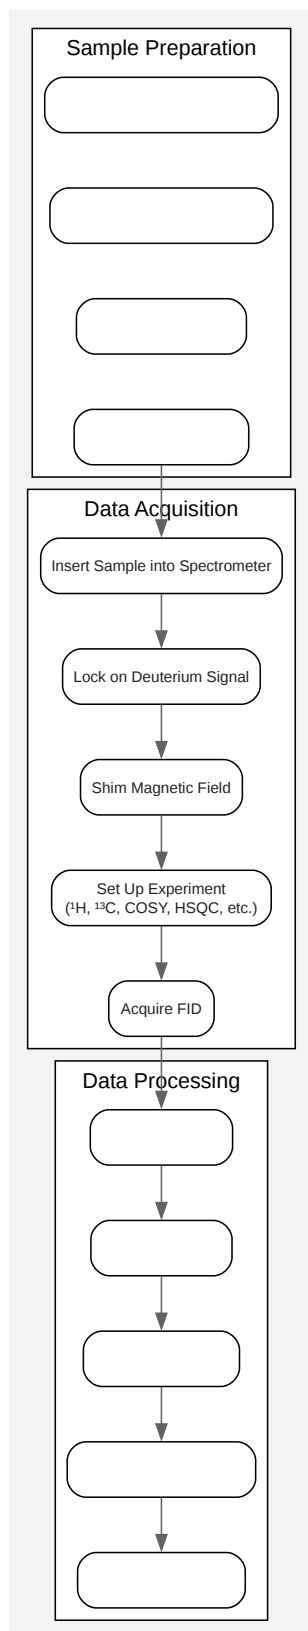 Sample Preparation
Data Acquisition
Insert Sample into Spectrometer
Lock on Deuterium Signal
Shim Magnetic Field
Set Up Experiment
(¹H, ¹³C, COSY, HSQC, etc.)
Acquire FID
Data Processing